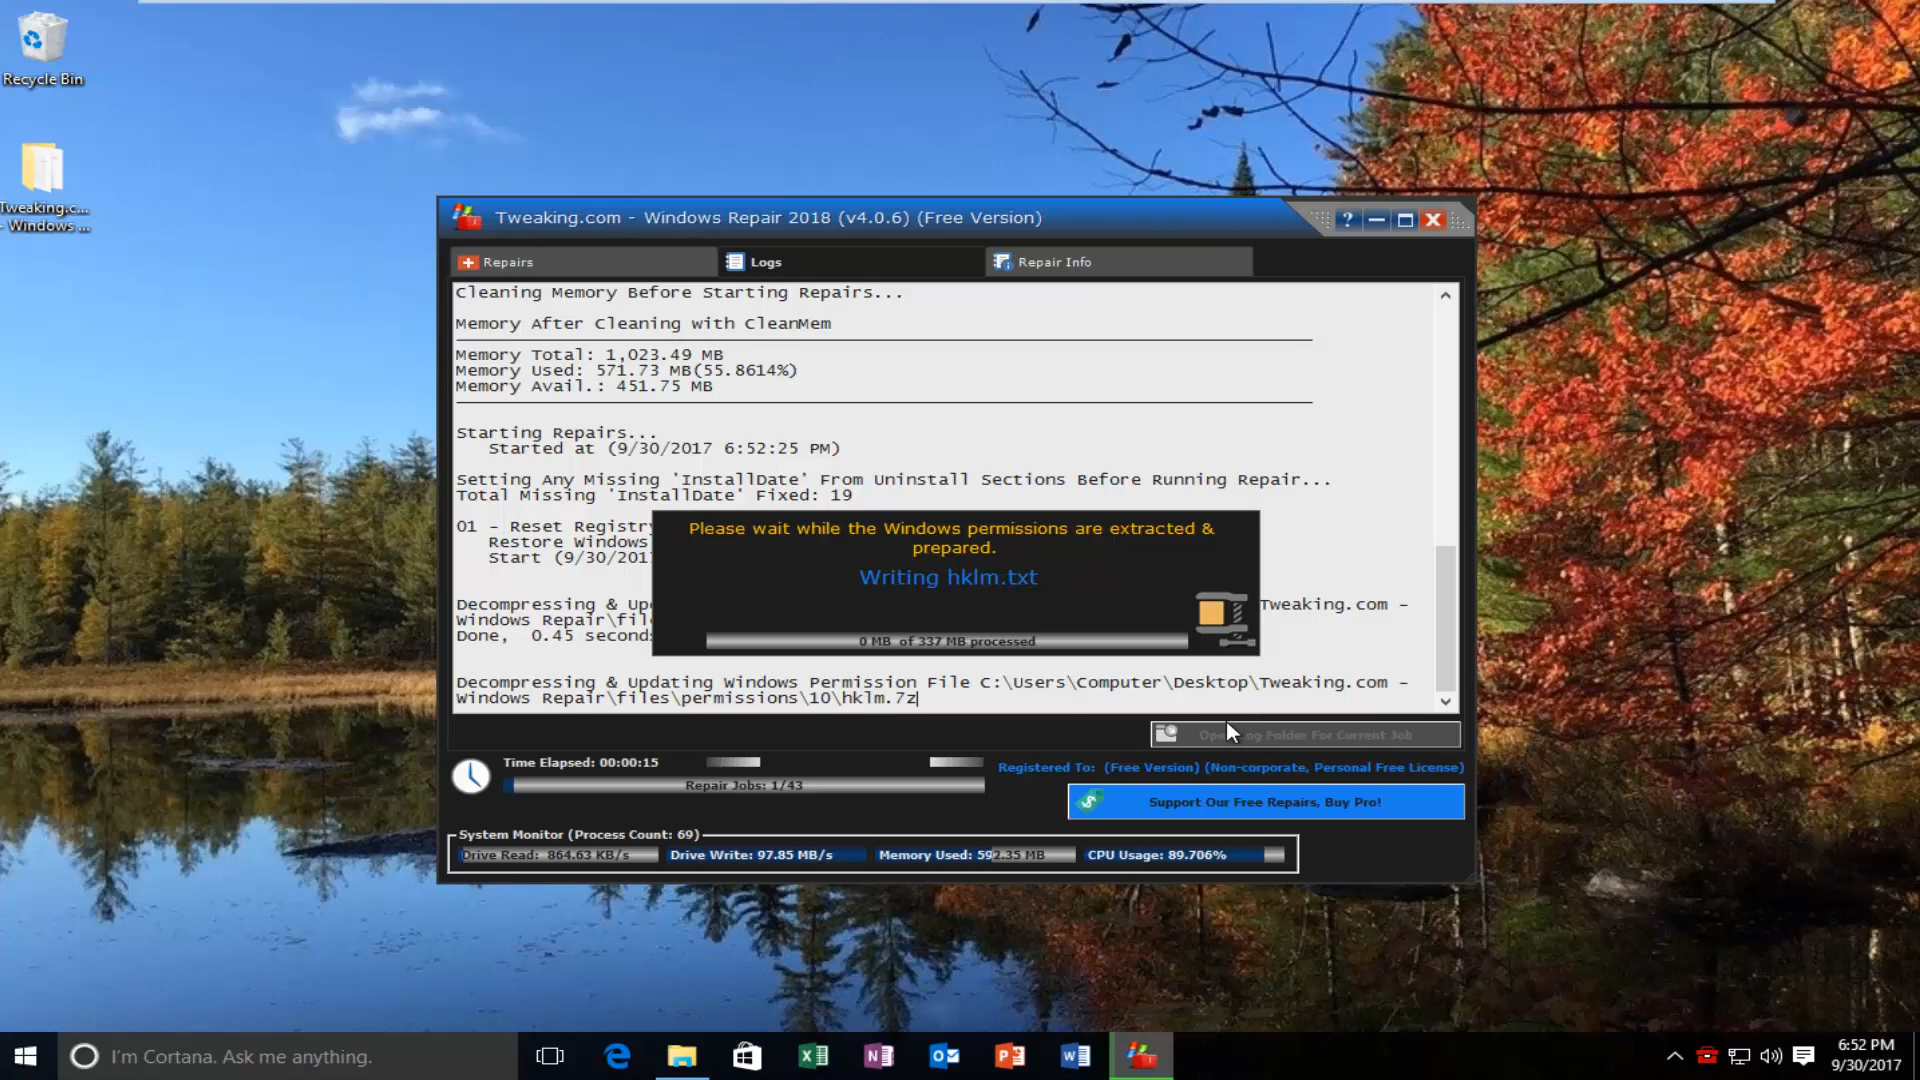 Recycle Bin
Tweaking.c...
- Windows ...
Tweaking.com - Windows Repair 2018 (v4.0.6) (Free Version)
?
Repairs
Logs
Repair Info
Cleaning Memory Before Starting Repairs...
Memory After Cleaning with CleanMem
Memory Total: 1,023.49 MB
Memory Used: 571.73 MB(55.8614%)
Memory Avail.: 451.75 MB
Starting Repairs...
Started at (9/30/2017 6:52:25 PM)
Setting Any Missing 'InstallDate' From Uninstall Sections Before Running Repair...
Total Missing 'InstallDate' Fixed: 19
01 - Reset Registry
Restore Windows
Start (9/30/201
Please wait while the Windows permissions are extracted &
prepared.
Writing hklm.txt
0 MB of 337 MB processed
Decompressing & Up Tweaking.com -
Windows Repair\fil
Done, 0.45 seconds
Decompressing & Updating Windows Permission File C:\Users\Computer\Desktop\Tweaking.com -
Windows Repair\files\permissions\10\hklm.7z
Open Log Folder For Current Job
Time Elapsed: 00:00:15
Repair Jobs: 1/43
Registered To: (Free Version) (Non-corporate, Personal Free License)
Support Our Free Repairs, Buy Pro!
System Monitor (Process Count: 69)
Drive Read: 864.63 KB/s
Drive Write: 97.85 MB/s
Memory Used: 592.35 MB
CPU Usage: 89.706%
I'm Cortana. Ask me anything.
6:52 PM
9/30/2017